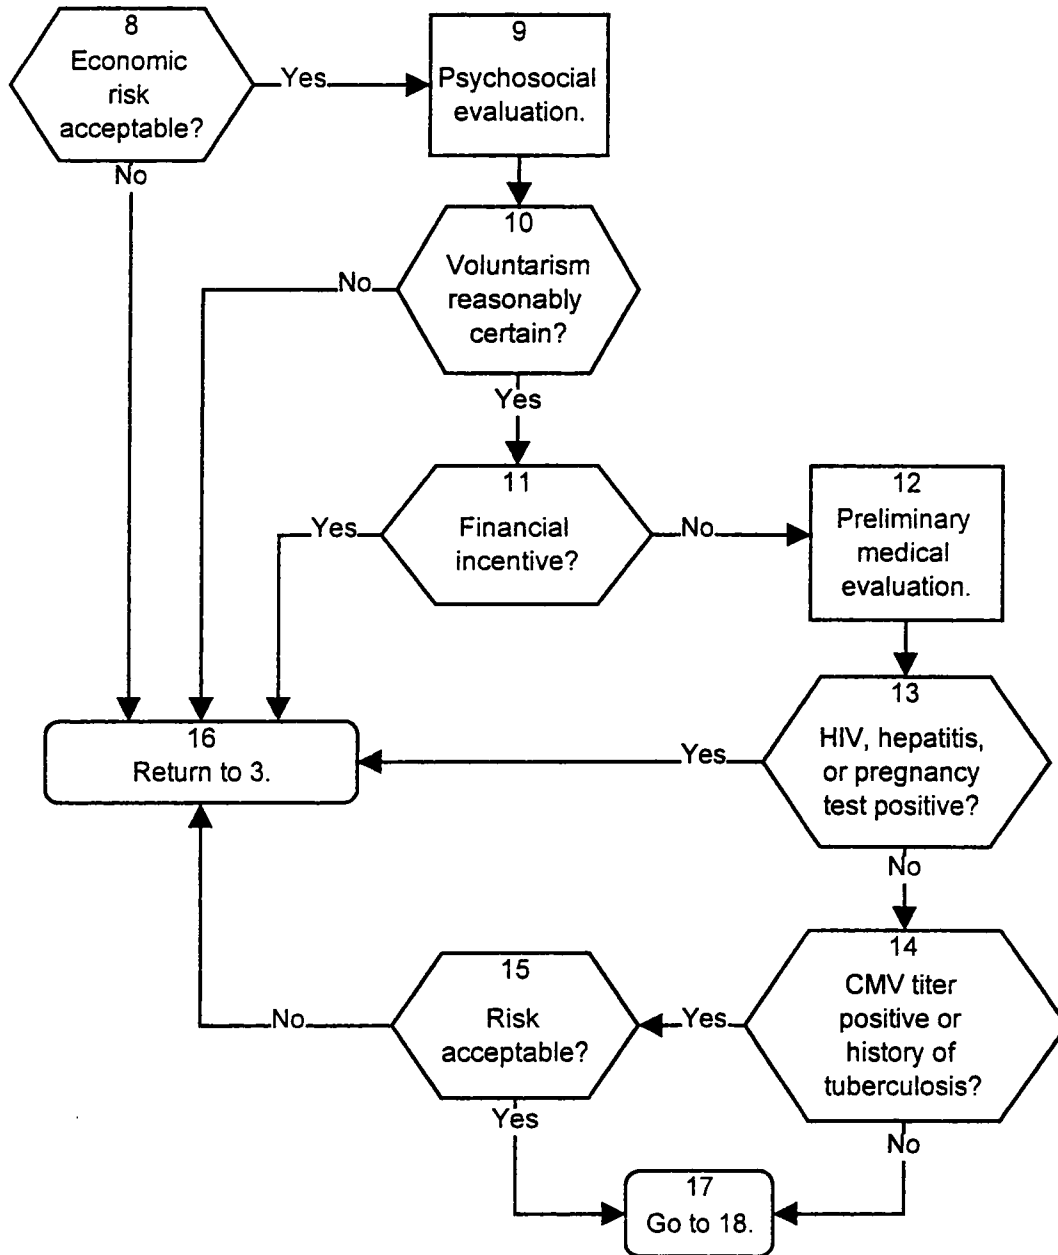 8
Economic
risk
acceptable?
Yes
No
9
Psychosocial
evaluation.
10
Voluntarism
reasonably
certain?
No
Yes
11
Financial
incentive?
Yes
No
12
Preliminary
medical
evaluation.
13
HIV, hepatitis,
or pregnancy
test positive?
Yes
No
14
CMV titer
positive or
history of
tuberculosis?
Yes
No
15
Risk
acceptable?
No
Yes
16
Return to 3.
17
Go to 18.